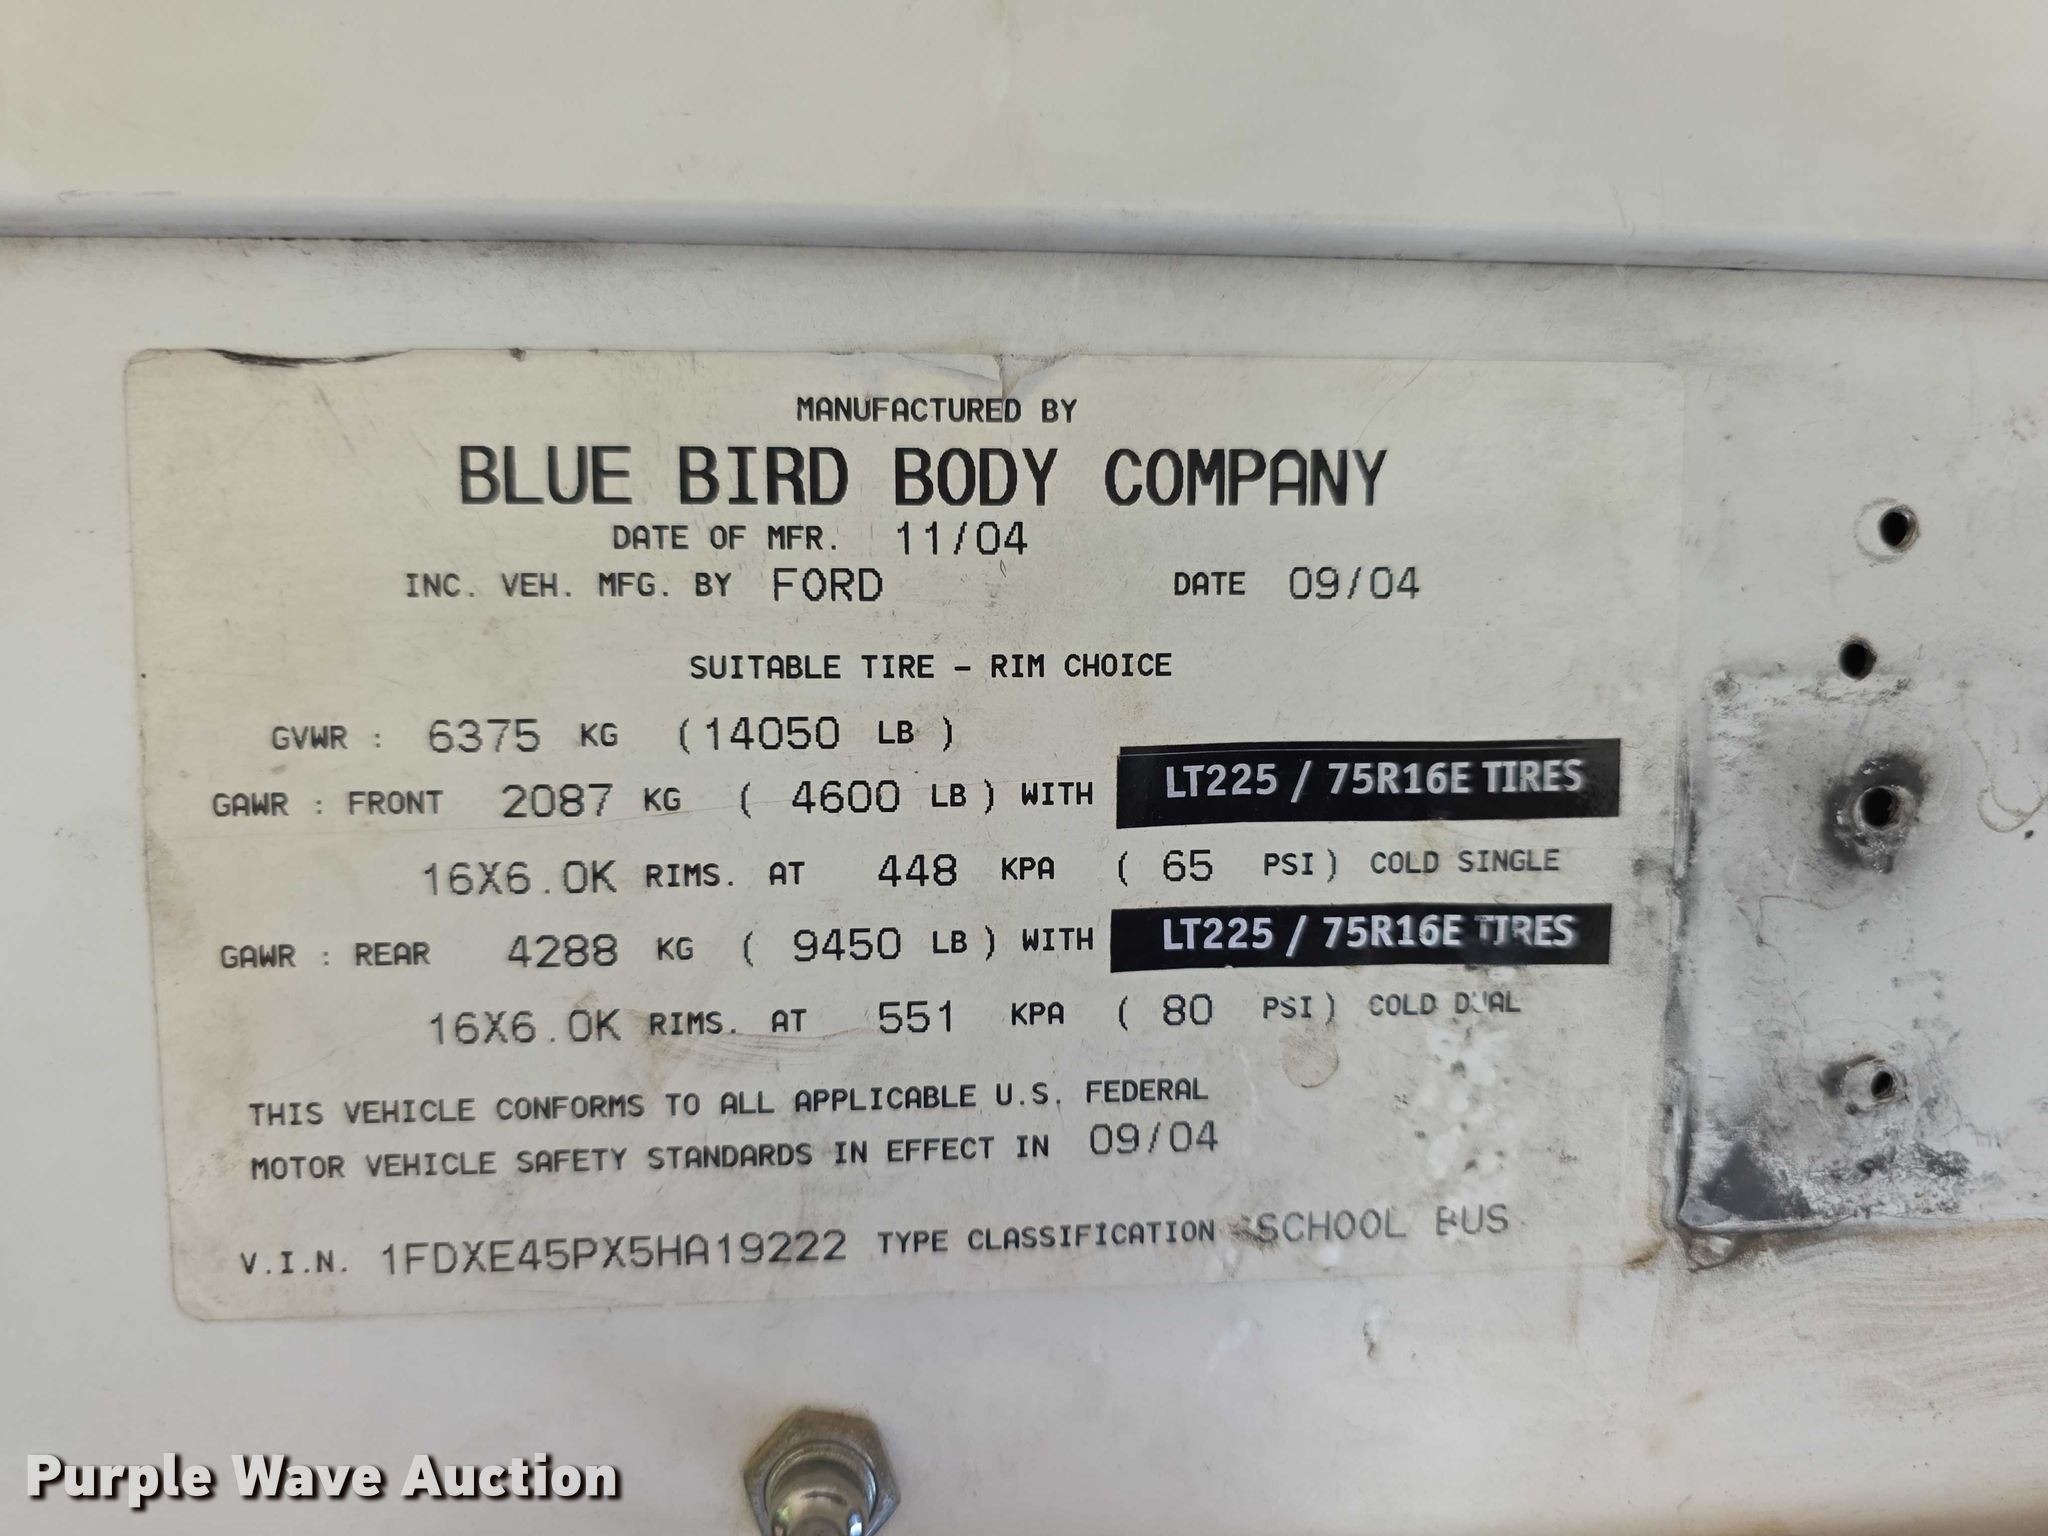 MANUFACTURED BY
BLUE BIRD BODY COMPANY
DATE OF MFR. 11/04
INC. VEH. MFG. BY FORD DATE 09/04
SUITABLE TIRE - RIM CHOICE
GVWR : 6375 KG (14050 LB )
GAWR : FRONT 2087 KG ( 4600 LB ) WITH LT225 / 75R16E TIRES
16X6.0K RIMS. AT 448 KPA ( 65 PSI ) COLD SINGLE
GAWR : REAR 4288 KG ( 9450 LB ) WITH LT225 / 75R16E TIRES
16X6.0K RIMS. AT 551 KPA ( 80 PSI ) COLD DUAL
THIS VEHICLE CONFORMS TO ALL APPLICABLE U.S. FEDERAL
MOTOR VEHICLE SAFETY STANDARDS IN EFFECT IN 09/04
V.I.N. 1FDXE45PX5HA19222 TYPE CLASSIFICATION SCHOOL BUS
Purple Wave Auction